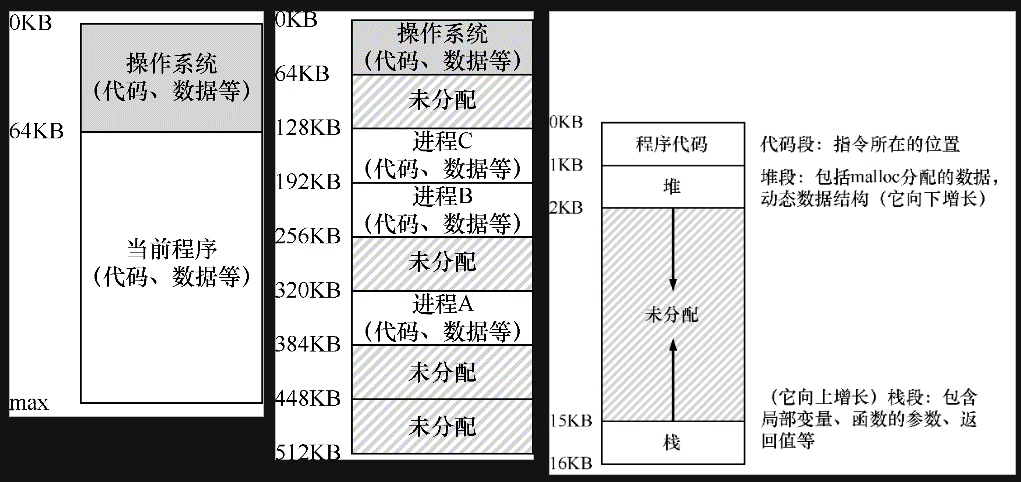 0KB
操作系统
(代码、数据等)
64KB
当前程序
(代码、数据等)
max
0KB
操作系统
(代码、数据等)
64KB
未分配
128KB
进程C
(代码、数据等)
192KB
进程B
(代码、数据等)
256KB
未分配
320KB
进程A
(代码、数据等)
384KB
未分配
448KB
未分配
512KB
0KB
程序代码
代码段：指令所在的位置
1KB
堆
堆段：包括malloc分配的数据，
动态数据结构（它向下增长）
2KB
未分配
（它向上增长）栈段：包含
局部变量、函数的参数、返
回值等
15KB
栈
16KB